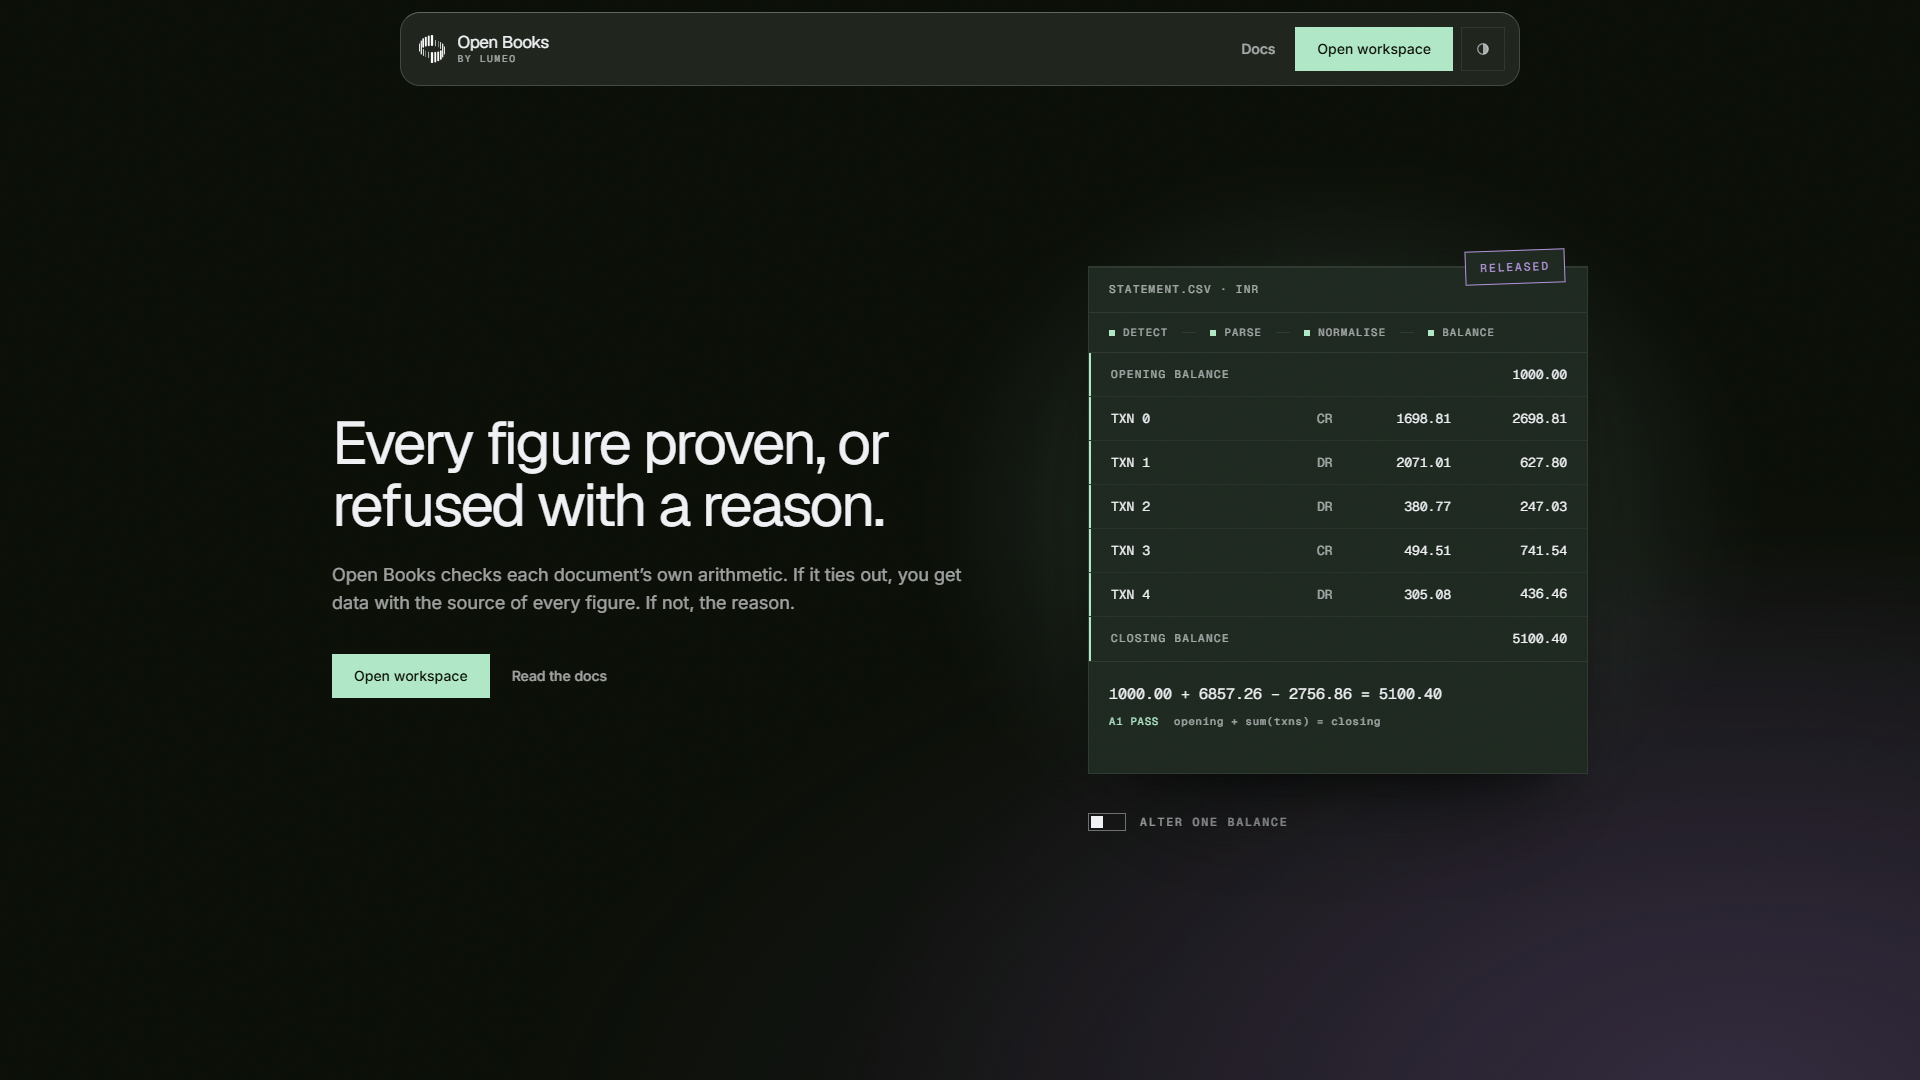 Open Books
BY LUMEO
Docs
Open workspace
Every figure proven, or
refused with a reason.
Open Books checks each document’s own arithmetic. If it ties out, you get
data with the source of every figure. If not, the reason.
Open workspace
Read the docs
RELEASED
STATEMENT.CSV · INR
DETECT — PARSE — NORMALISE — BALANCE
OPENING BALANCE 1000.00
TXN 0 CR 1698.81 2698.81
TXN 1 DR 2071.01 627.80
TXN 2 DR 380.77 247.03
TXN 3 CR 494.51 741.54
TXN 4 DR 305.08 436.46
CLOSING BALANCE 5100.40
1000.00 + 6857.26 − 2756.86 = 5100.40
A1 PASS opening + sum(txns) = closing
ALTER ONE BALANCE